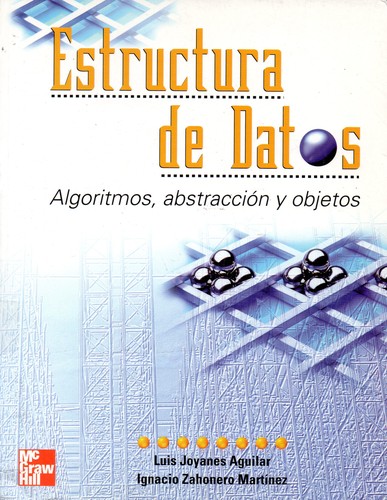 Estructura
de Datos
Algoritmos, abstracción y objetos
Luis Joyanes Aguilar
Ignacio Zahonero Martínez
Mc
Graw
Hill